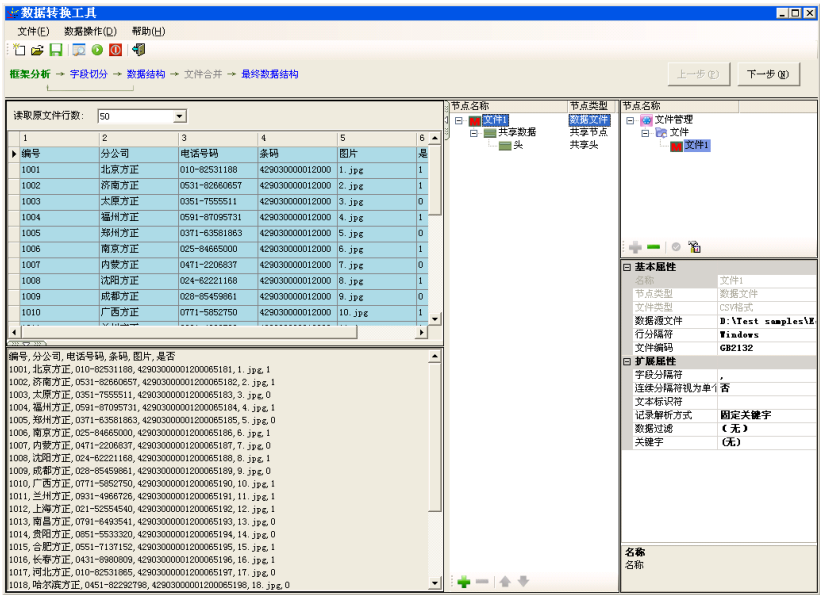 数据转换工具
文件(F) 数据操作(D) 帮助(H)
框架分析 → 字段切分 → 数据结构 → 文件合并 → 最终数据结构
上一步(P) 下一步(N)
读取原文件行数: 50
1 2 3 4 5 6
编号 分公司 电话号码 条码 图片 是
1001 北京方正 010-82531188 429030000012000 1.jpg 1
1002 济南方正 0531-82660657 429030000012000 2.jpg 1
1003 太原方正 0351-7555511 429030000012000 3.jpg 0
1004 福州方正 0591-87095731 429030000012000 4.jpg 1
1005 郑州方正 0371-63581863 429030000012000 5.jpg 0
1006 南京方正 025-84665000 429030000012000 6.jpg 1
1007 内蒙方正 0471-2206837 429030000012000 7.jpg 0
1008 沈阳方正 024-62221168 429030000012000 8.jpg 1
1009 成都方正 028-85459861 429030000012000 9.jpg 0
1010 广西方正 0771-5852750 429030000012000 10.jpg 1
编号,分公司,电话号码,条码,图片,是否
1001,北京方正,010-82531188,4290300001200065181,1.jpg,1
1002,济南方正,0531-82660657,4290300001200065182,2.jpg,1
1003,太原方正,0351-7555511,4290300001200065183,3.jpg,0
1004,福州方正,0591-87095731,4290300001200065184,4.jpg,1
1005,郑州方正,0371-63581863,4290300001200065185,5.jpg,0
1006,南京方正,025-84665000,4290300001200065186,6.jpg,1
1007,内蒙方正,0471-2206837,4290300001200065187,7.jpg,0
1008,沈阳方正,024-62221168,4290300001200065188,8.jpg,1
1009,成都方正,028-85459861,4290300001200065189,9.jpg,0
1010,广西方正,0771-5852750,4290300001200065190,10.jpg,1
1011,兰州方正,0931-4966726,4290300001200065191,11.jpg,1
1012,上海方正,021-52554540,4290300001200065192,12.jpg,1
1013,南昌方正,0791-6493541,4290300001200065193,13.jpg,0
1014,贵阳方正,0851-5533320,4290300001200065194,14.jpg,0
1015,合肥方正,0551-7137152,4290300001200065195,15.jpg,1
1016,长春方正,0431-8980809,4290300001200065196,16.jpg,1
1017,河北方正,010-82531865,4290300001200065197,17.jpg,0
1018,哈尔滨方正,0451-82292798,4290300001200065198,18.jpg,0
节点名称 节点类型
文件1 数据文件
共享数据 共享节点
头 共享头
节点名称
文件管理
文件
文件1
基本属性
名称 文件1
节点类型 数据文件
文件类型 CSV格式
数据源文件 D:\Test samples\K
行分隔符 Windows
文件编码 GB2132
扩展属性
字段分隔符 ,
连续分隔符视为单个 否
文本标识符
记录解析方式 固定关键字
数据过滤 (无)
关键字 (无)
名称
名称